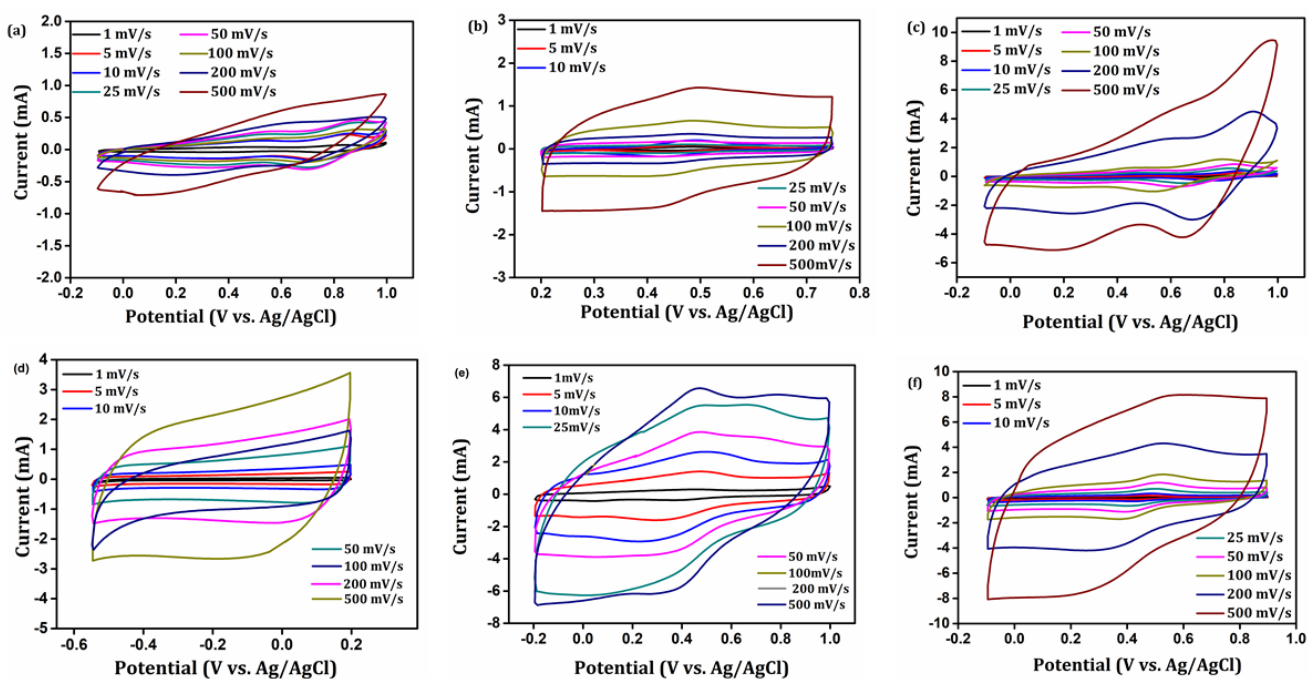 (a)
2.0
1.5
1.0
0.5
0.0
-0.5
-1.0
-1.5
-2.0
Current (mA)
1 mV/s
5 mV/s
10 mV/s
25 mV/s
50 mV/s
100 mV/s
200 mV/s
500 mV/s
-0.2 0.0 0.2 0.4 0.6 0.8 1.0
Potential (V vs. Ag/AgCl)
(b)
3
2
1
0
-1
-2
-3
Current (mA)
1 mV/s
5 mV/s
10 mV/s
25 mV/s
50 mV/s
100 mV/s
200 mV/s
500mV/s
0.2 0.3 0.4 0.5 0.6 0.7 0.8
Potential (V vs. Ag/AgCl)
(c)
10
8
6
4
2
0
-2
-4
-6
Current (mA)
1 mV/s
5 mV/s
10 mV/s
25 mV/s
50 mV/s
100 mV/s
200 mV/s
500 mV/s
-0.2 0.0 0.2 0.4 0.6 0.8 1.0
Potential (V vs. Ag/AgCl)
(d)
4
3
2
1
0
-1
-2
-3
-4
-5
Current (mA)
1 mV/s
5 mV/s
10 mV/s
50 mV/s
100 mV/s
200 mV/s
500 mV/s
-0.6 -0.4 -0.2 0.0 0.2
Potential (V vs. Ag/AgCl)
(e)
8
6
4
2
0
-2
-4
-6
-8
Current (mA)
1mV/s
5 mV/s
10mV/s
25mV/s
50 mV/s
100mV/s
200 mV/s
500 mV/s
-0.2 0.0 0.2 0.4 0.6 0.8 1.0
Potential (V vs. Ag/AgCl)
(f)
10
8
6
4
2
0
-2
-4
-6
-8
-10
Current (mA)
1 mV/s
5 mV/s
10 mV/s
25 mV/s
50 mV/s
100 mV/s
200 mV/s
500 mV/s
0.0 0.2 0.4 0.6 0.8 1.0
Potential (V vs. Ag/AgCl)